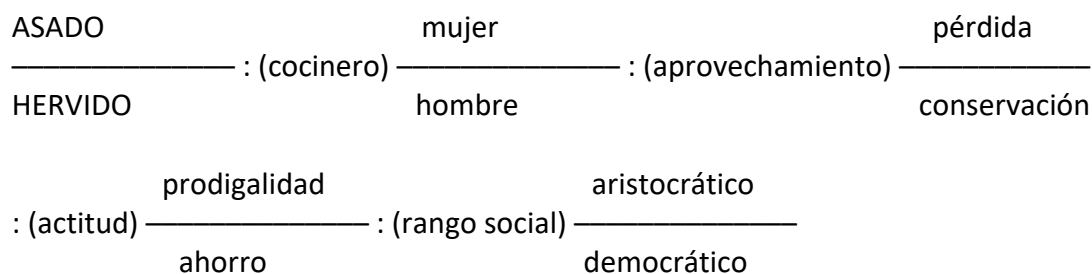 ASADO mujer pérdida
—————— : (cocinero) —————— : (aprovechamiento) ——————
HERVIDO hombre conservación
prodigalidad aristocrático
: (actitud) —————— : (rango social) ——————
ahorro democrático